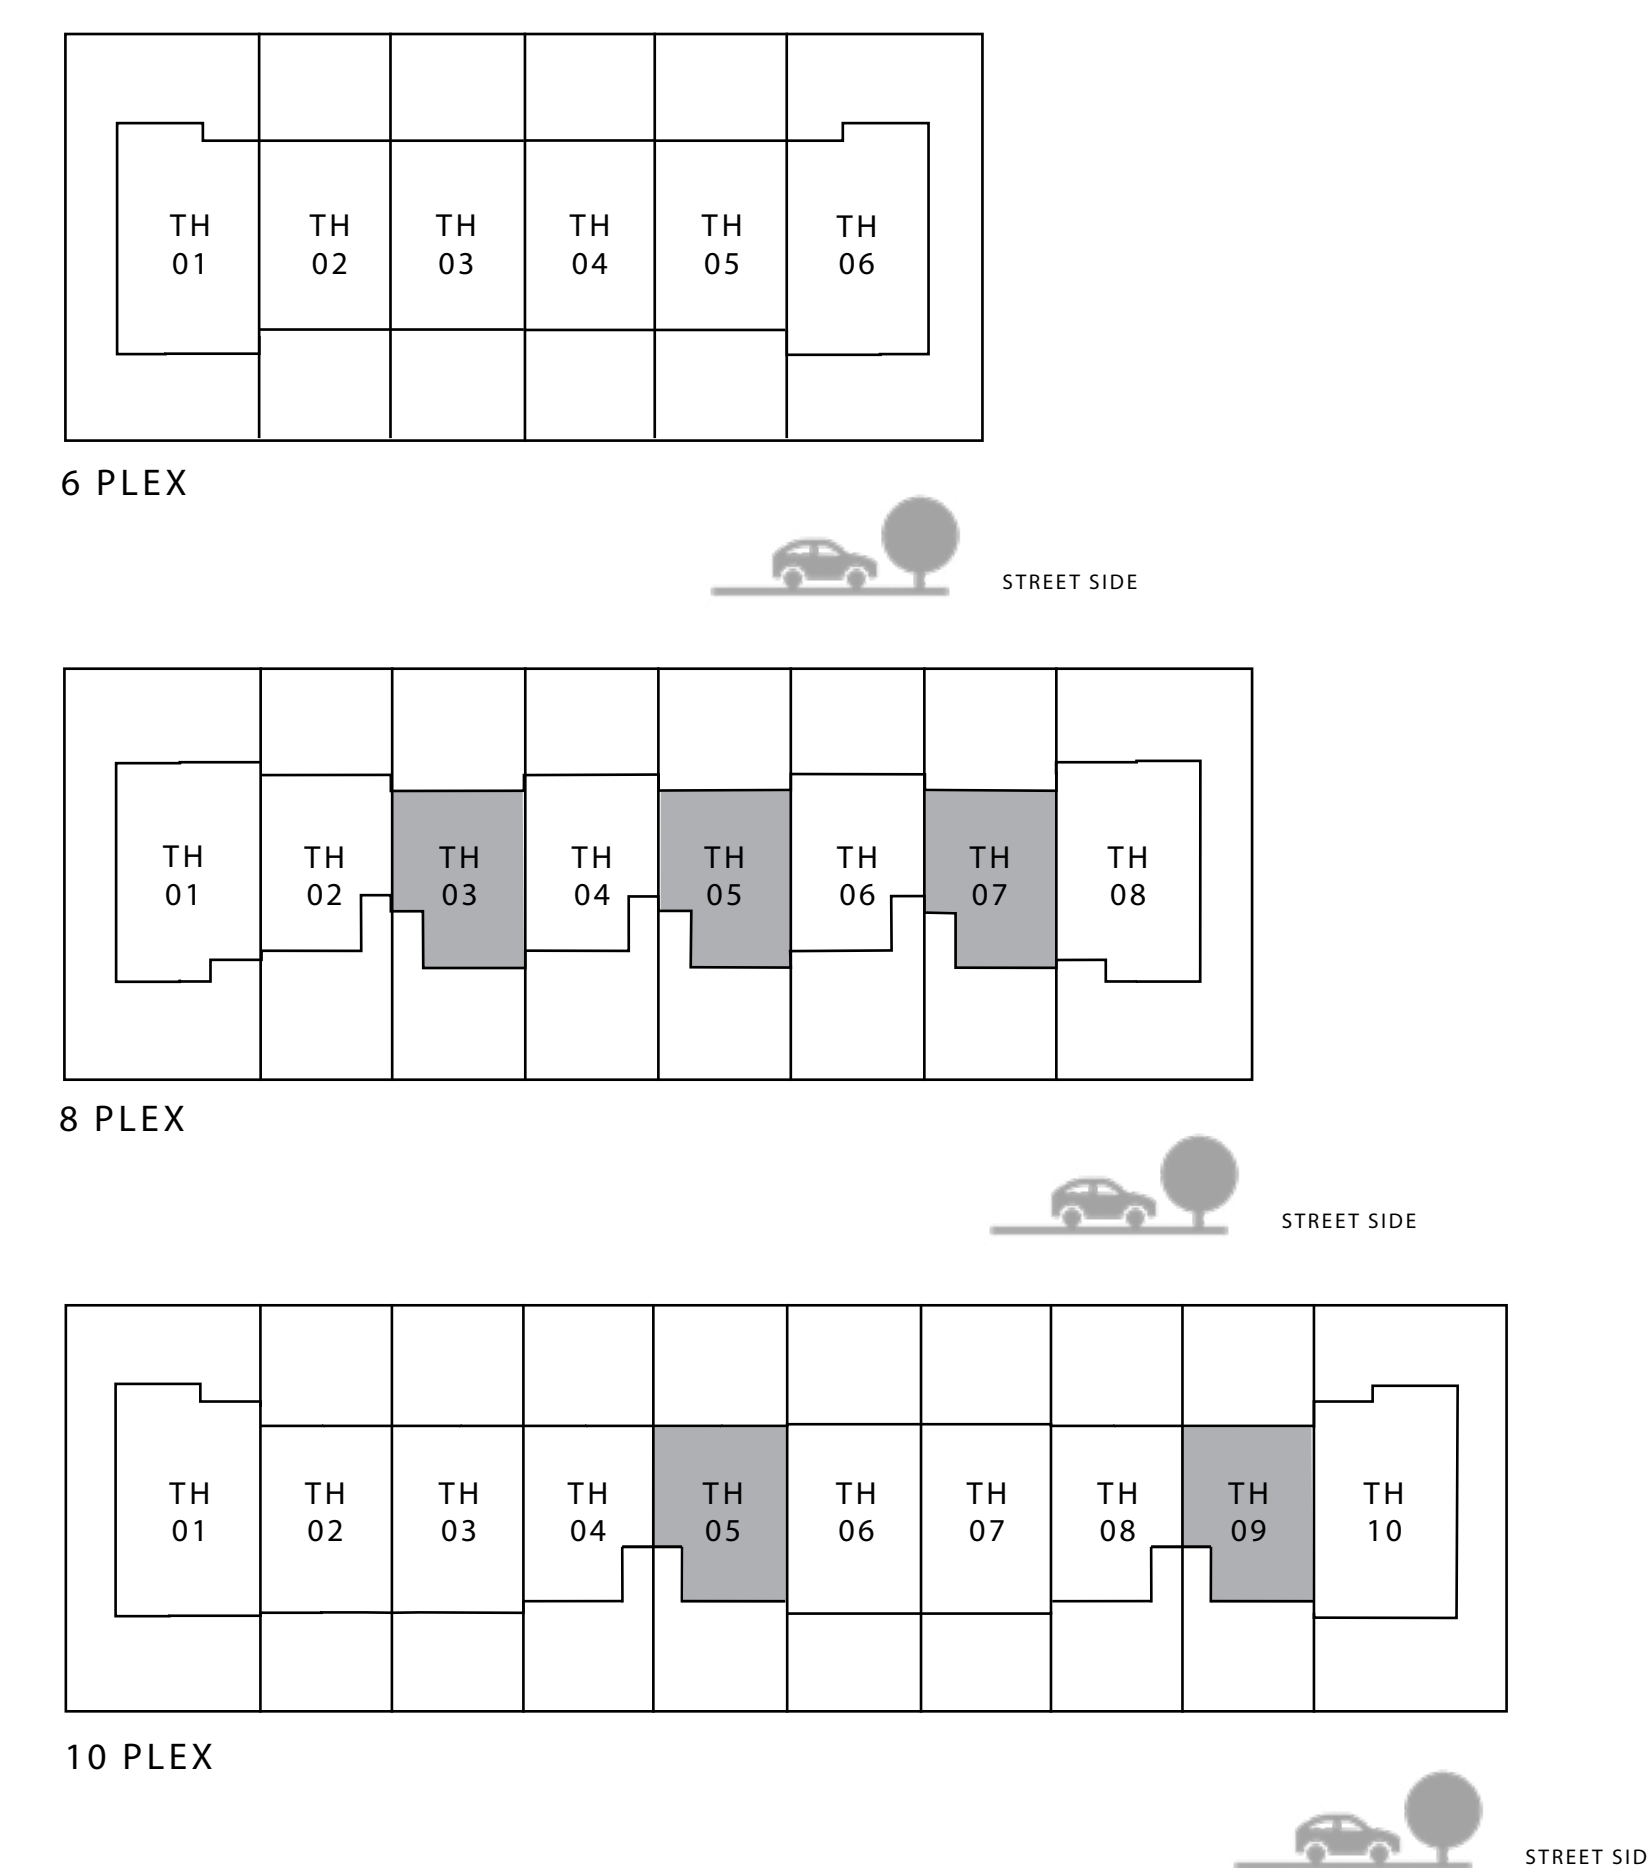 TH TH TH TH TH TH
01 02 03 04 05 06
6 PLEX
STREET SIDE
TH TH TH TH TH TH TH TH
01 02 03 04 05 06 07 08
8 PLEX
STREET SIDE
TH TH TH TH TH TH TH TH TH TH
01 02 03 04 05 06 07 08 09 10
10 PLEX
STREET SID